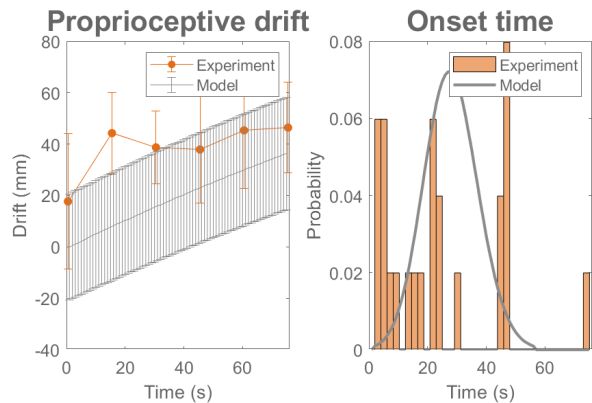 Proprioceptive drift
80
60
40
20
0
-20
-40
0
20
40
60
Drift (mm)
Time (s)
Experiment
Model
Onset time
0.08
0.06
0.04
0.02
0
0
20
40
60
Probability
Time (s)
Experiment
Model